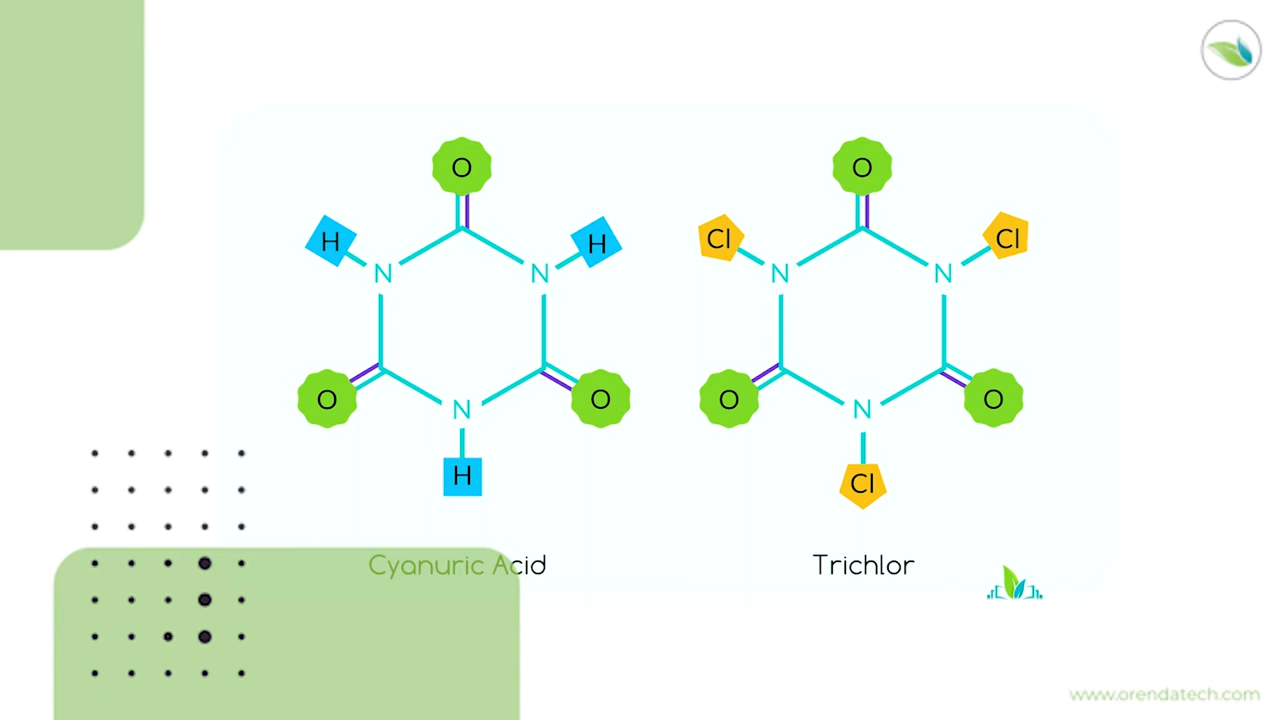 O O
H H Cl Cl
N N N N
O O O O
N N
H Cl
Cyanuric Acid Trichlor
www.orendatech.com